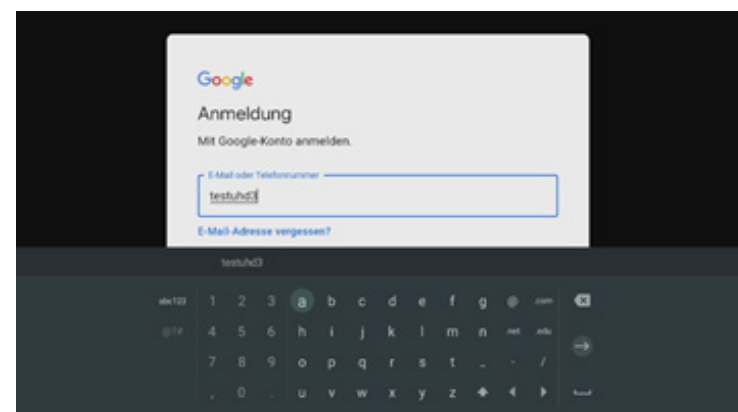 Google
Anmeldung
Mit Google-Konto anmelden.
E-Mail oder Telefonnummer
testuhd3
E-Mail-Adresse vergessen?
testuhd3
abc123 1 2 3 a b c d e f g @ .com
@!# 4 5 6 h i j k l m n .net .edu
7 8 9 o p q r s t _ - /
, 0 . u v w x y z